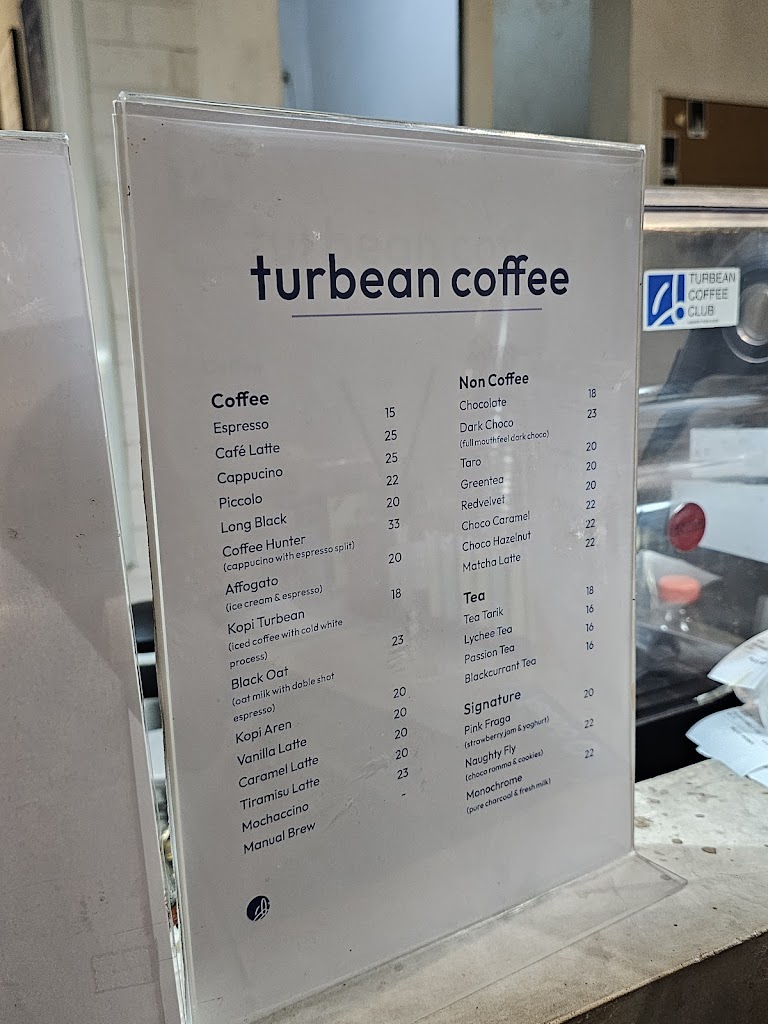 turbean coffee
Coffee
Espresso 15
Café Latte 25
Cappucino 25
Piccolo 22
Long Black 20
Coffee Hunter 33
(cappucino with espresso split)
Affogato 20
(ice cream & espresso)
Kopi Turbean 18
(iced coffee with cold white
process)
Black Oat 23
(oat milk with doble shot
espresso)
Kopi Aren 20
Vanilla Latte 20
Caramel Latte 20
Tiramisu Latte 20
Mochaccino 23
Manual Brew -
Non Coffee
Chocolate 18
Dark Choco 23
(full mouthfeel dark choco)
Taro 20
Greentea 20
Redvelvet 20
Choco Caramel 22
Choco Hazelnut 22
Matcha Latte 22
Tea
Tea Tarik 18
Lychee Tea 16
Passion Tea 16
Blackcurrant Tea 16
Signature
Pink Fraga 20
(strawberry jam & yoghurt)
Naughty Fly 22
(choco romma & cookies)
Monochrome 22
(pure charcoal & fresh milk)
TURBEAN
COFFEE
CLUB